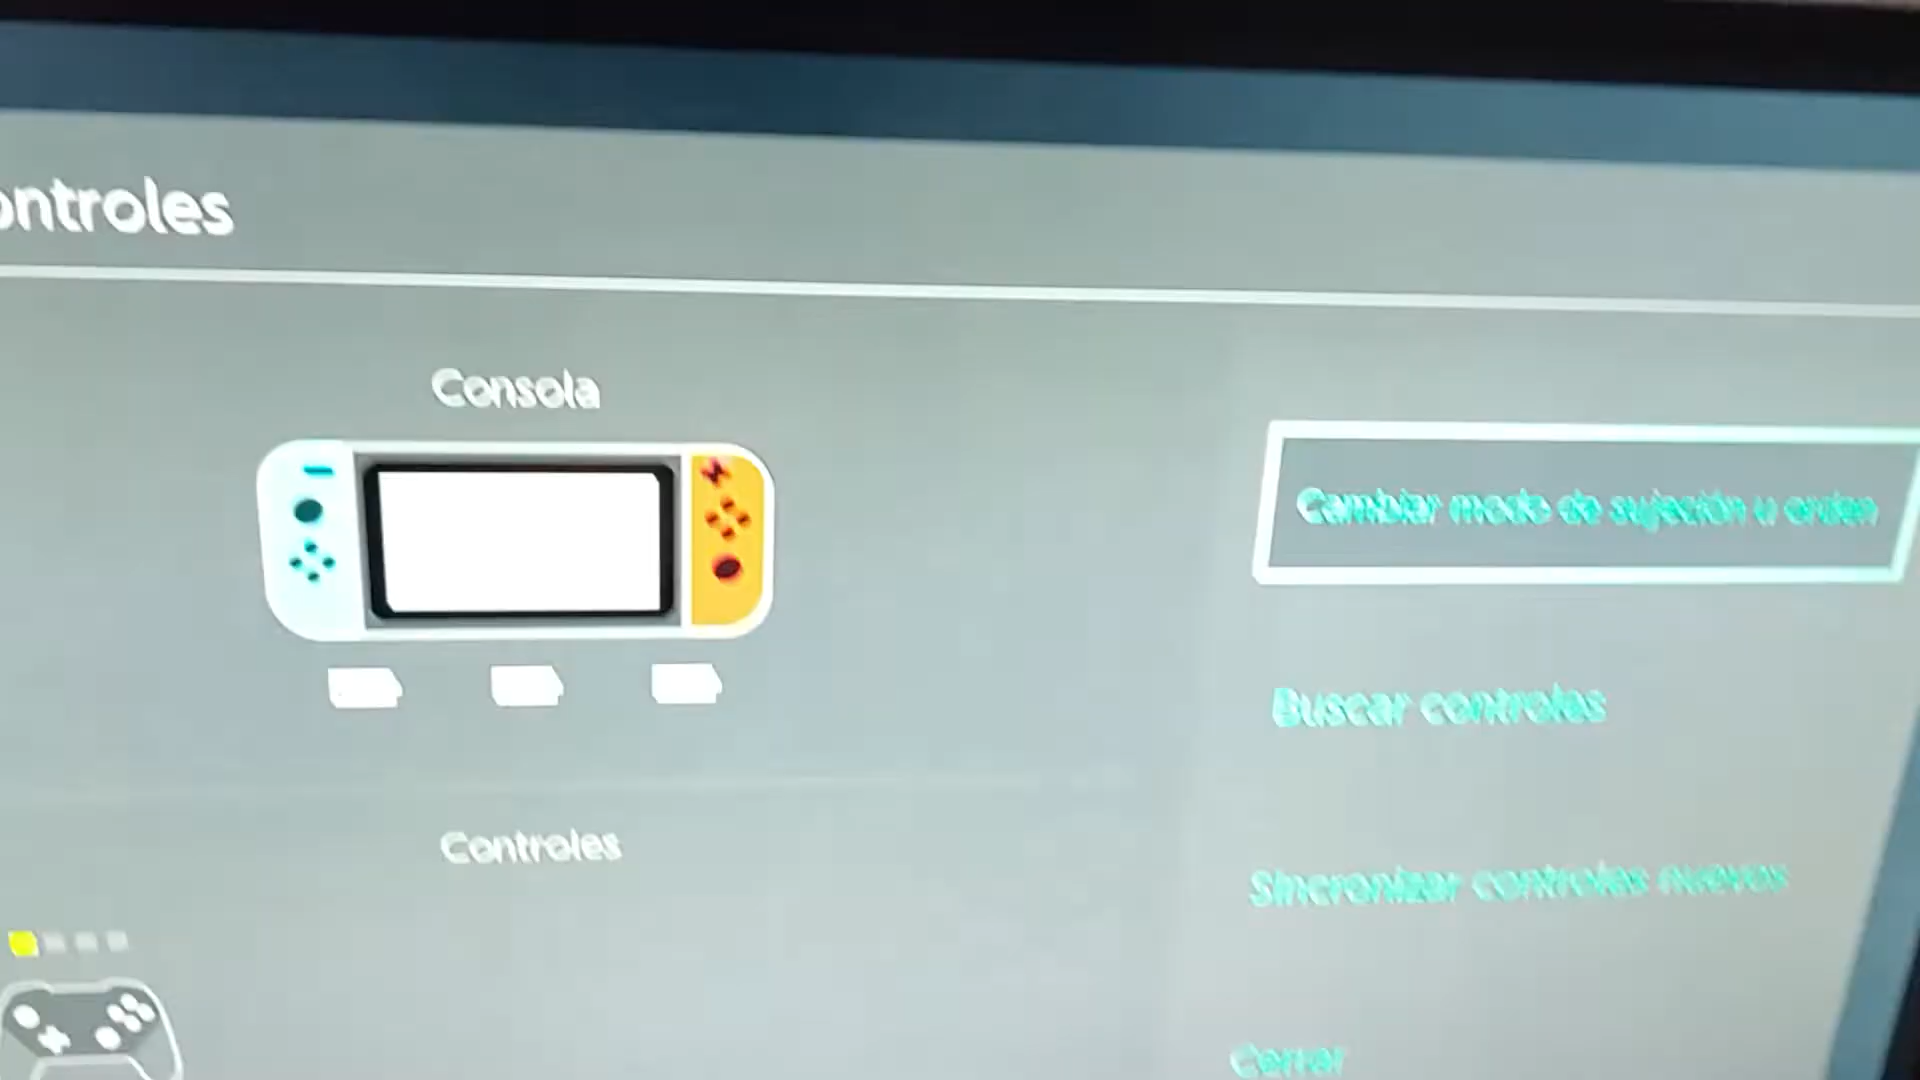 ontroles
Consola
Cambiar modo de sujeción u orden
Buscar controles
Controles
Sincronizar controles nuevos
Cerrar